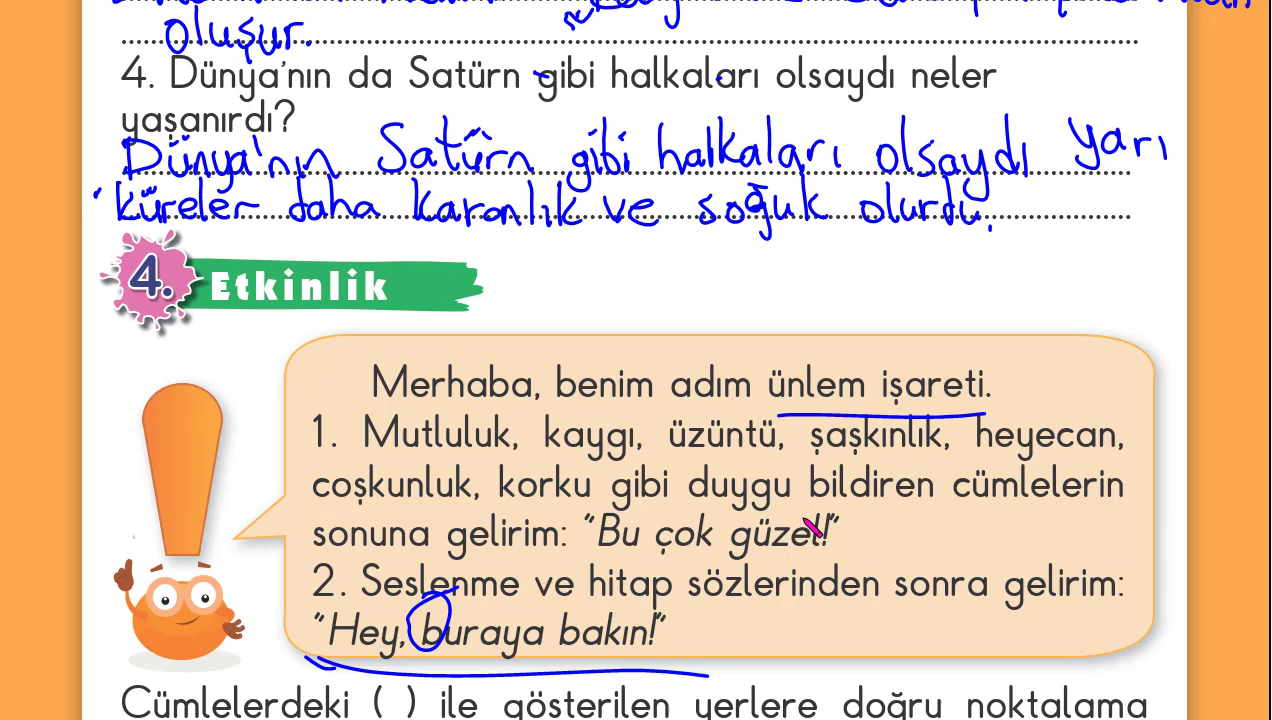 oluşur.
4. Dünya'nın da Satürn gibi halkaları olsaydı neler
yaşanırdı?
Dünya'nın Satürn gibi halkaları olsaydı yarı
küreler daha karanlık ve soğuk olurdu.
4. Etkinlik
Merhaba, benim adım ünlem işareti.
1. Mutluluk, kaygı, üzüntü, şaşkınlık, heyecan,
coşkunluk, korku gibi duygu bildiren cümlelerin
sonuna gelirim: "Bu çok güzel!"
2. Seslenme ve hitap sözlerinden sonra gelirim:
"Hey, buraya bakın!"
Cümlelerdeki ( ) ile gösterilen yerlere doğru noktalama